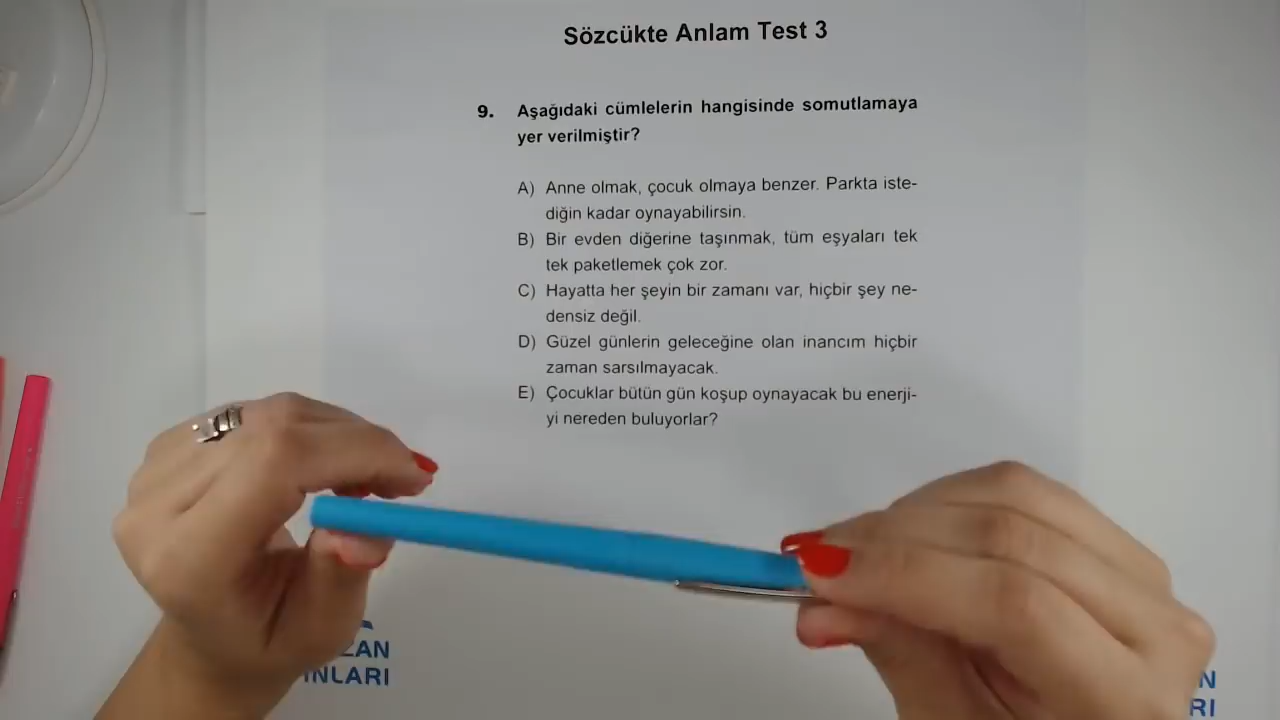 Sözcükte Anlam Test 3
9. Aşağıdaki cümlelerin hangisinde somutlamaya
yer verilmiştir?
A) Anne olmak, çocuk olmaya benzer. Parkta iste-
diğin kadar oynayabilirsin.
B) Bir evden diğerine taşınmak, tüm eşyaları tek
tek paketlemek çok zor.
C) Hayatta her şeyin bir zamanı var, hiçbir şey ne-
densiz değil.
D) Güzel günlerin geleceğine olan inancım hiçbir
zaman sarsılmayacak.
E) Çocuklar bütün gün koşup oynayacak bu enerji-
yi nereden buluyorlar?
ZAN
INLARI
N
RI